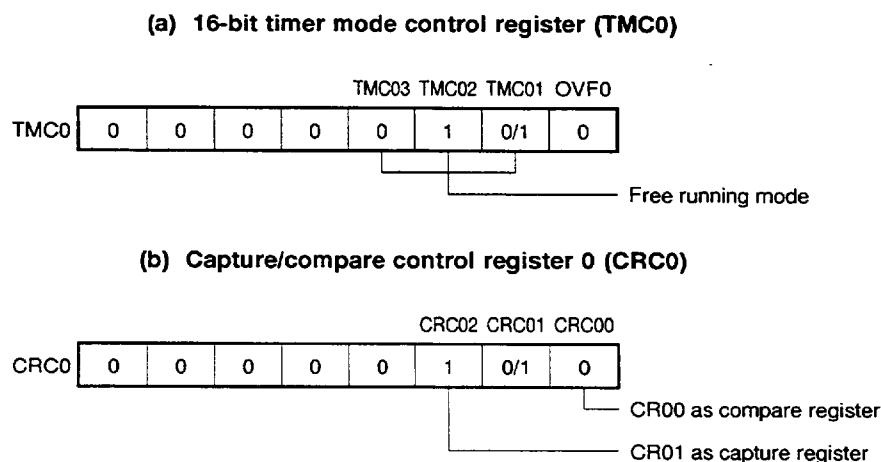 (a) 16-bit timer mode control register (TMC0)
TMC03 TMC02 TMC01 OVF0
TMC0 0 0 0 0 0 1 0/1 0
Free running mode
(b) Capture/compare control register 0 (CRC0)
CRC02 CRC01 CRC00
CRC0 0 0 0 0 0 1 0/1 0
CR00 as compare register
CR01 as capture register